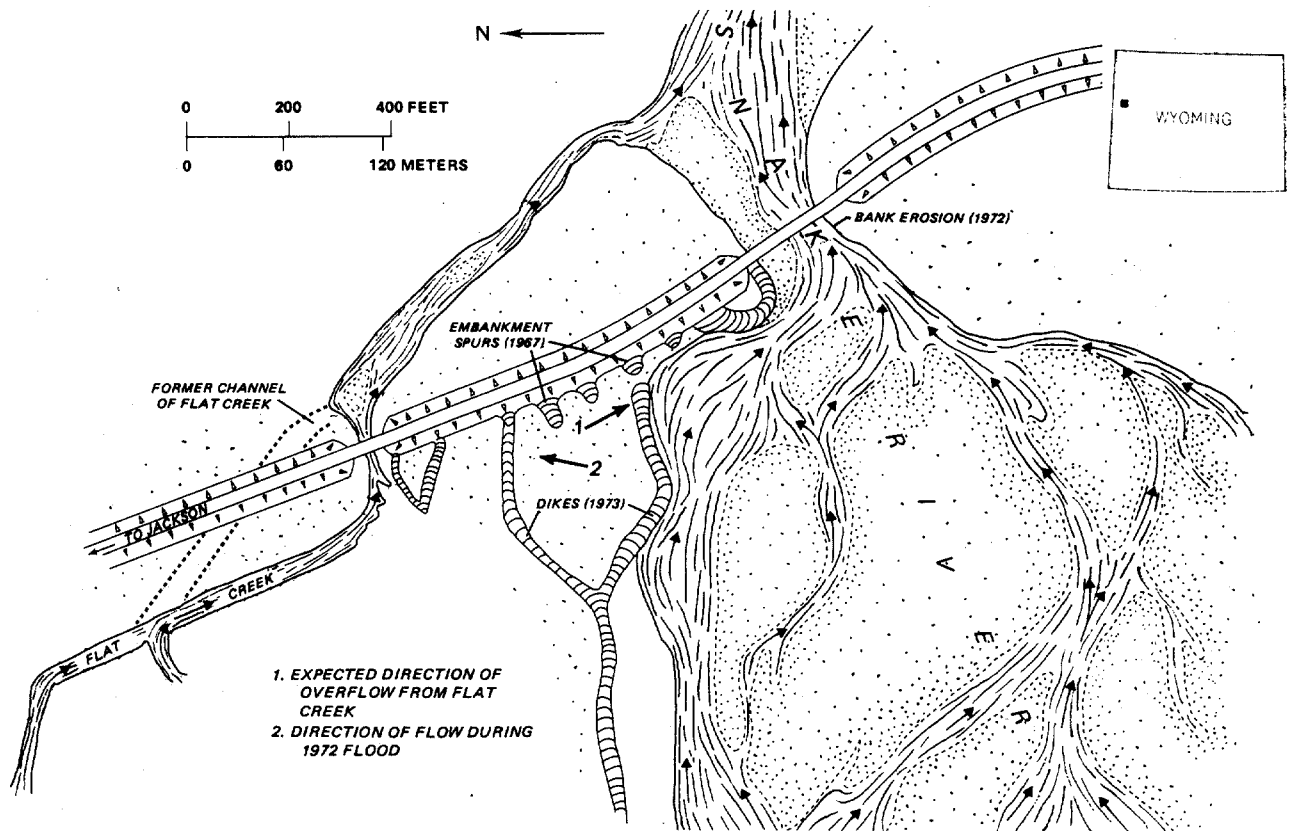 N
0 200 400 FEET
0 60 120 METERS
WYOMING
SNAKE RIVER
BANK EROSION (1972)
EMBANKMENT
SPURS (1967)
FORMER CHANNEL
OF FLAT CREEK
1
2
DIKES (1973)
TO JACKSON
FLAT CREEK
1. EXPECTED DIRECTION OF
OVERFLOW FROM FLAT
CREEK
2. DIRECTION OF FLOW DURING
1972 FLOOD